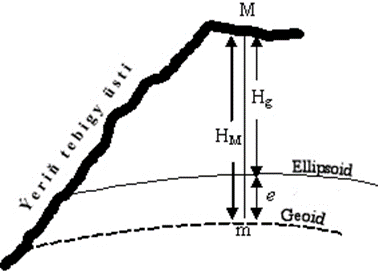 M
Ýeriň tebigy üsti
H_g
H_M
Ellipsoid
e
Geoid
m